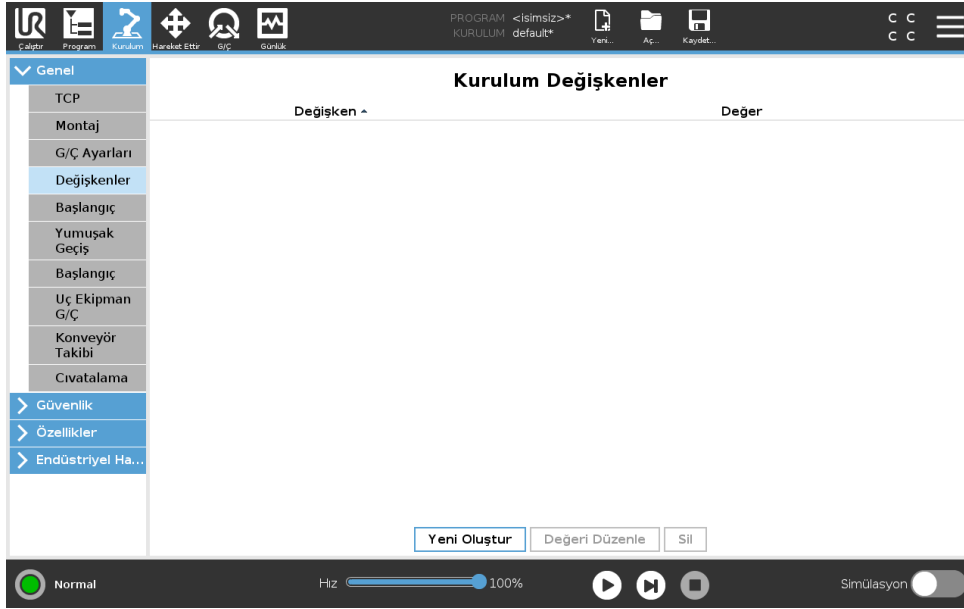 PROGRAM <isimsiz>*
KURULUM default*
Çalıştır Program Kurulum Hareket Ettir G/Ç Günlük Yeni... Aç... Kaydet...
C C
C C
Genel
TCP
Montaj
G/Ç Ayarları
Değişkenler
Başlangıç
Yumuşak
Geçiş
Başlangıç
Uç Ekipman
G/Ç
Konveyör
Takibi
Cıvatalama
Güvenlik
Özellikler
Endüstriyel Ha...
Kurulum Değişkenler
Değişken Değer
Yeni Oluştur Değeri Düzenle Sil
Normal Hız 100% Simülasyon